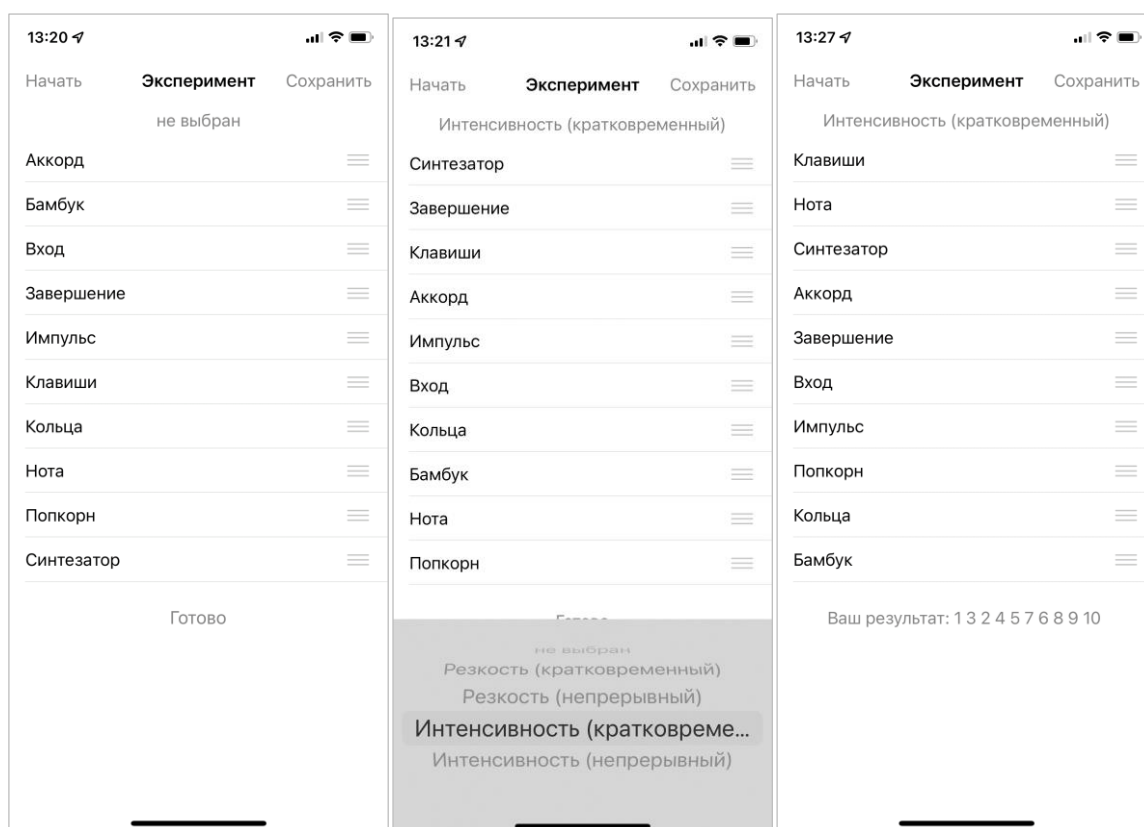 13:20
Начать Эксперимент Сохранить
не выбран
Аккорд
Бамбук
Вход
Завершение
Импульс
Клавиши
Кольца
Нота
Попкорн
Синтезатор
Готово
13:21
Начать Эксперимент Сохранить
Интенсивность (кратковременный)
Синтезатор
Завершение
Клавиши
Аккорд
Импульс
Вход
Кольца
Бамбук
Нота
Попкорн
Готово
не выбран
Резкость (кратковременный)
Резкость (непрерывный)
Интенсивность (кратковреме...
Интенсивность (непрерывный)
13:27
Начать Эксперимент Сохранить
Интенсивность (кратковременный)
Клавиши
Нота
Синтезатор
Аккорд
Завершение
Вход
Импульс
Попкорн
Кольца
Бамбук
Ваш результат: 1 3 2 4 5 7 6 8 9 10